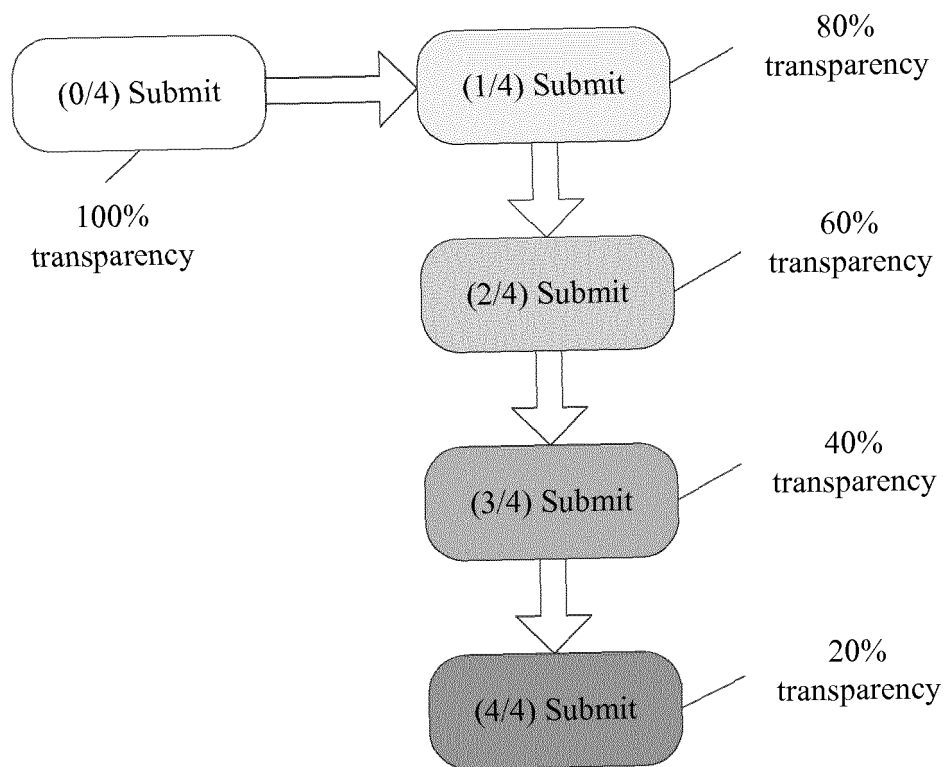 (0/4) Submit
100%
transparency
(1/4) Submit
80%
transparency
(2/4) Submit
60%
transparency
(3/4) Submit
40%
transparency
(4/4) Submit
20%
transparency